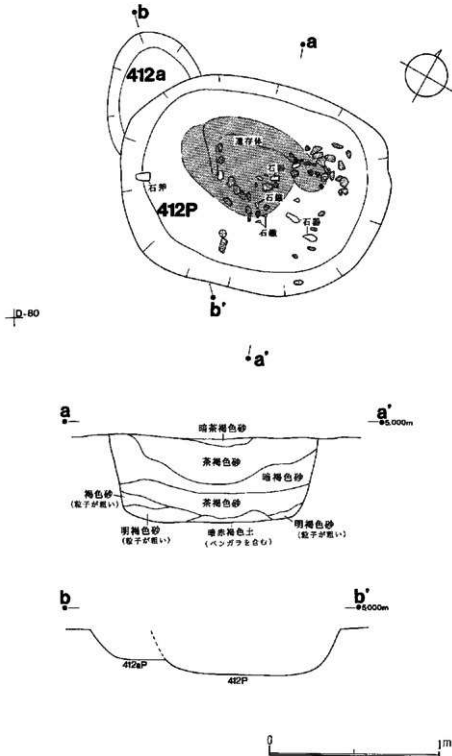 b
a
412a
遺存体
石鏃
石斧
石鏃
石器
412P
石鏃
b'
D-80
a'
a
a'
5,000m
暗茶褐色砂
茶褐色砂
暗褐色砂
褐色砂
(粒子が粗い)
茶褐色砂
明褐色砂
(粒子が粗い)
暗赤褐色土
(ベンガラを含む)
明褐色砂
(粒子が粗い)
b
b'
5,000m
412aP
412P
0
1m